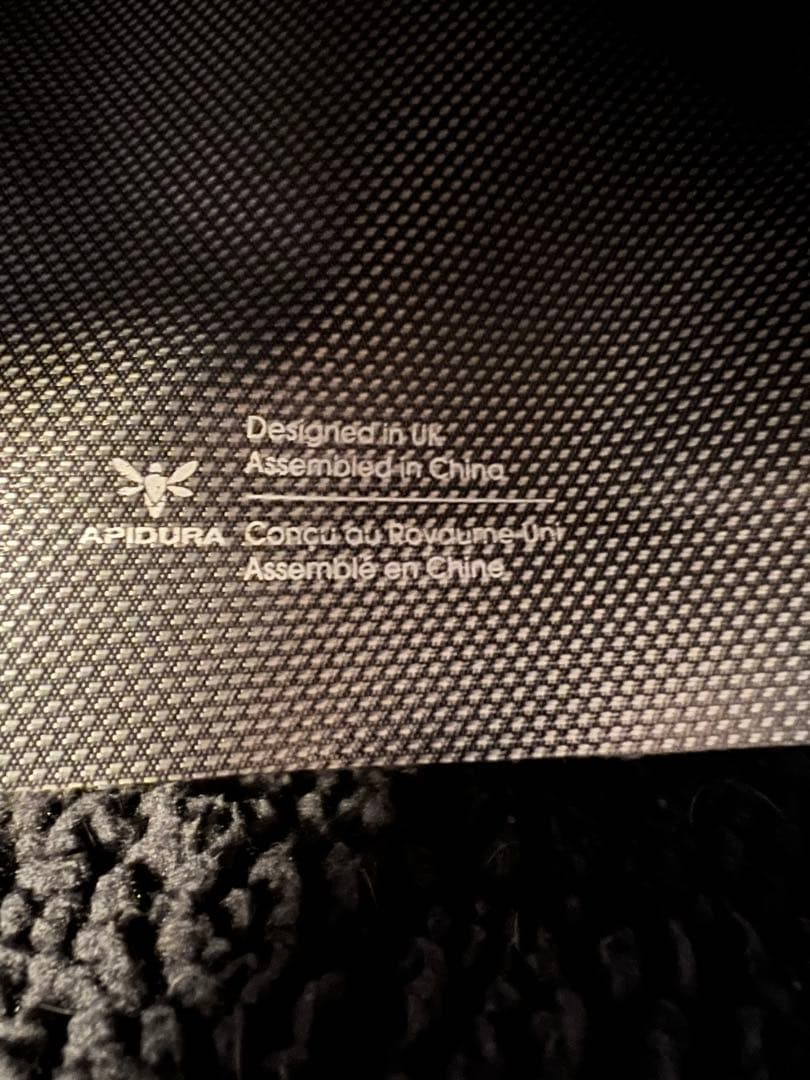 Designed in UK
Assembled in China
APIDURA
Conçu au Royaume-Uni
Assemblé en Chine